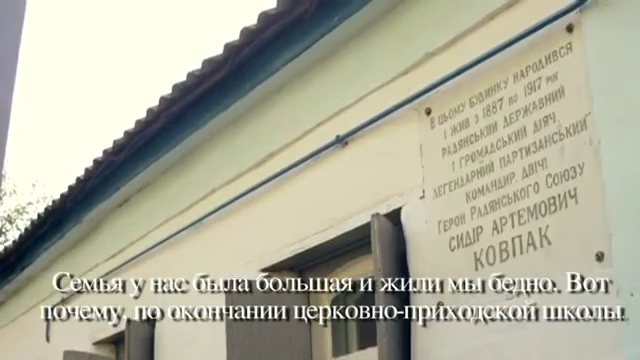 В ЦЬОМУ БУДИНКУ НАРОДИВСЯ
І ЖИВ З 1887 ПО 1917 РІК
РАДЯНСЬКИЙ ДЕРЖАВНИЙ
І ГРОМАДСЬКИЙ ДІЯЧ,
ЛЕГЕНДАРНИЙ ПАРТИЗАНСЬКИЙ
КОМАНДИР, ДВІЧІ
ГЕРОЙ РАДЯНСЬКОГО СОЮЗУ
СИДІР АРТЕМОВИЧ
КОВПАК
Семья у нас была большая и жили мы бедно. Вот
почему, по окончании церковно-приходской школы,